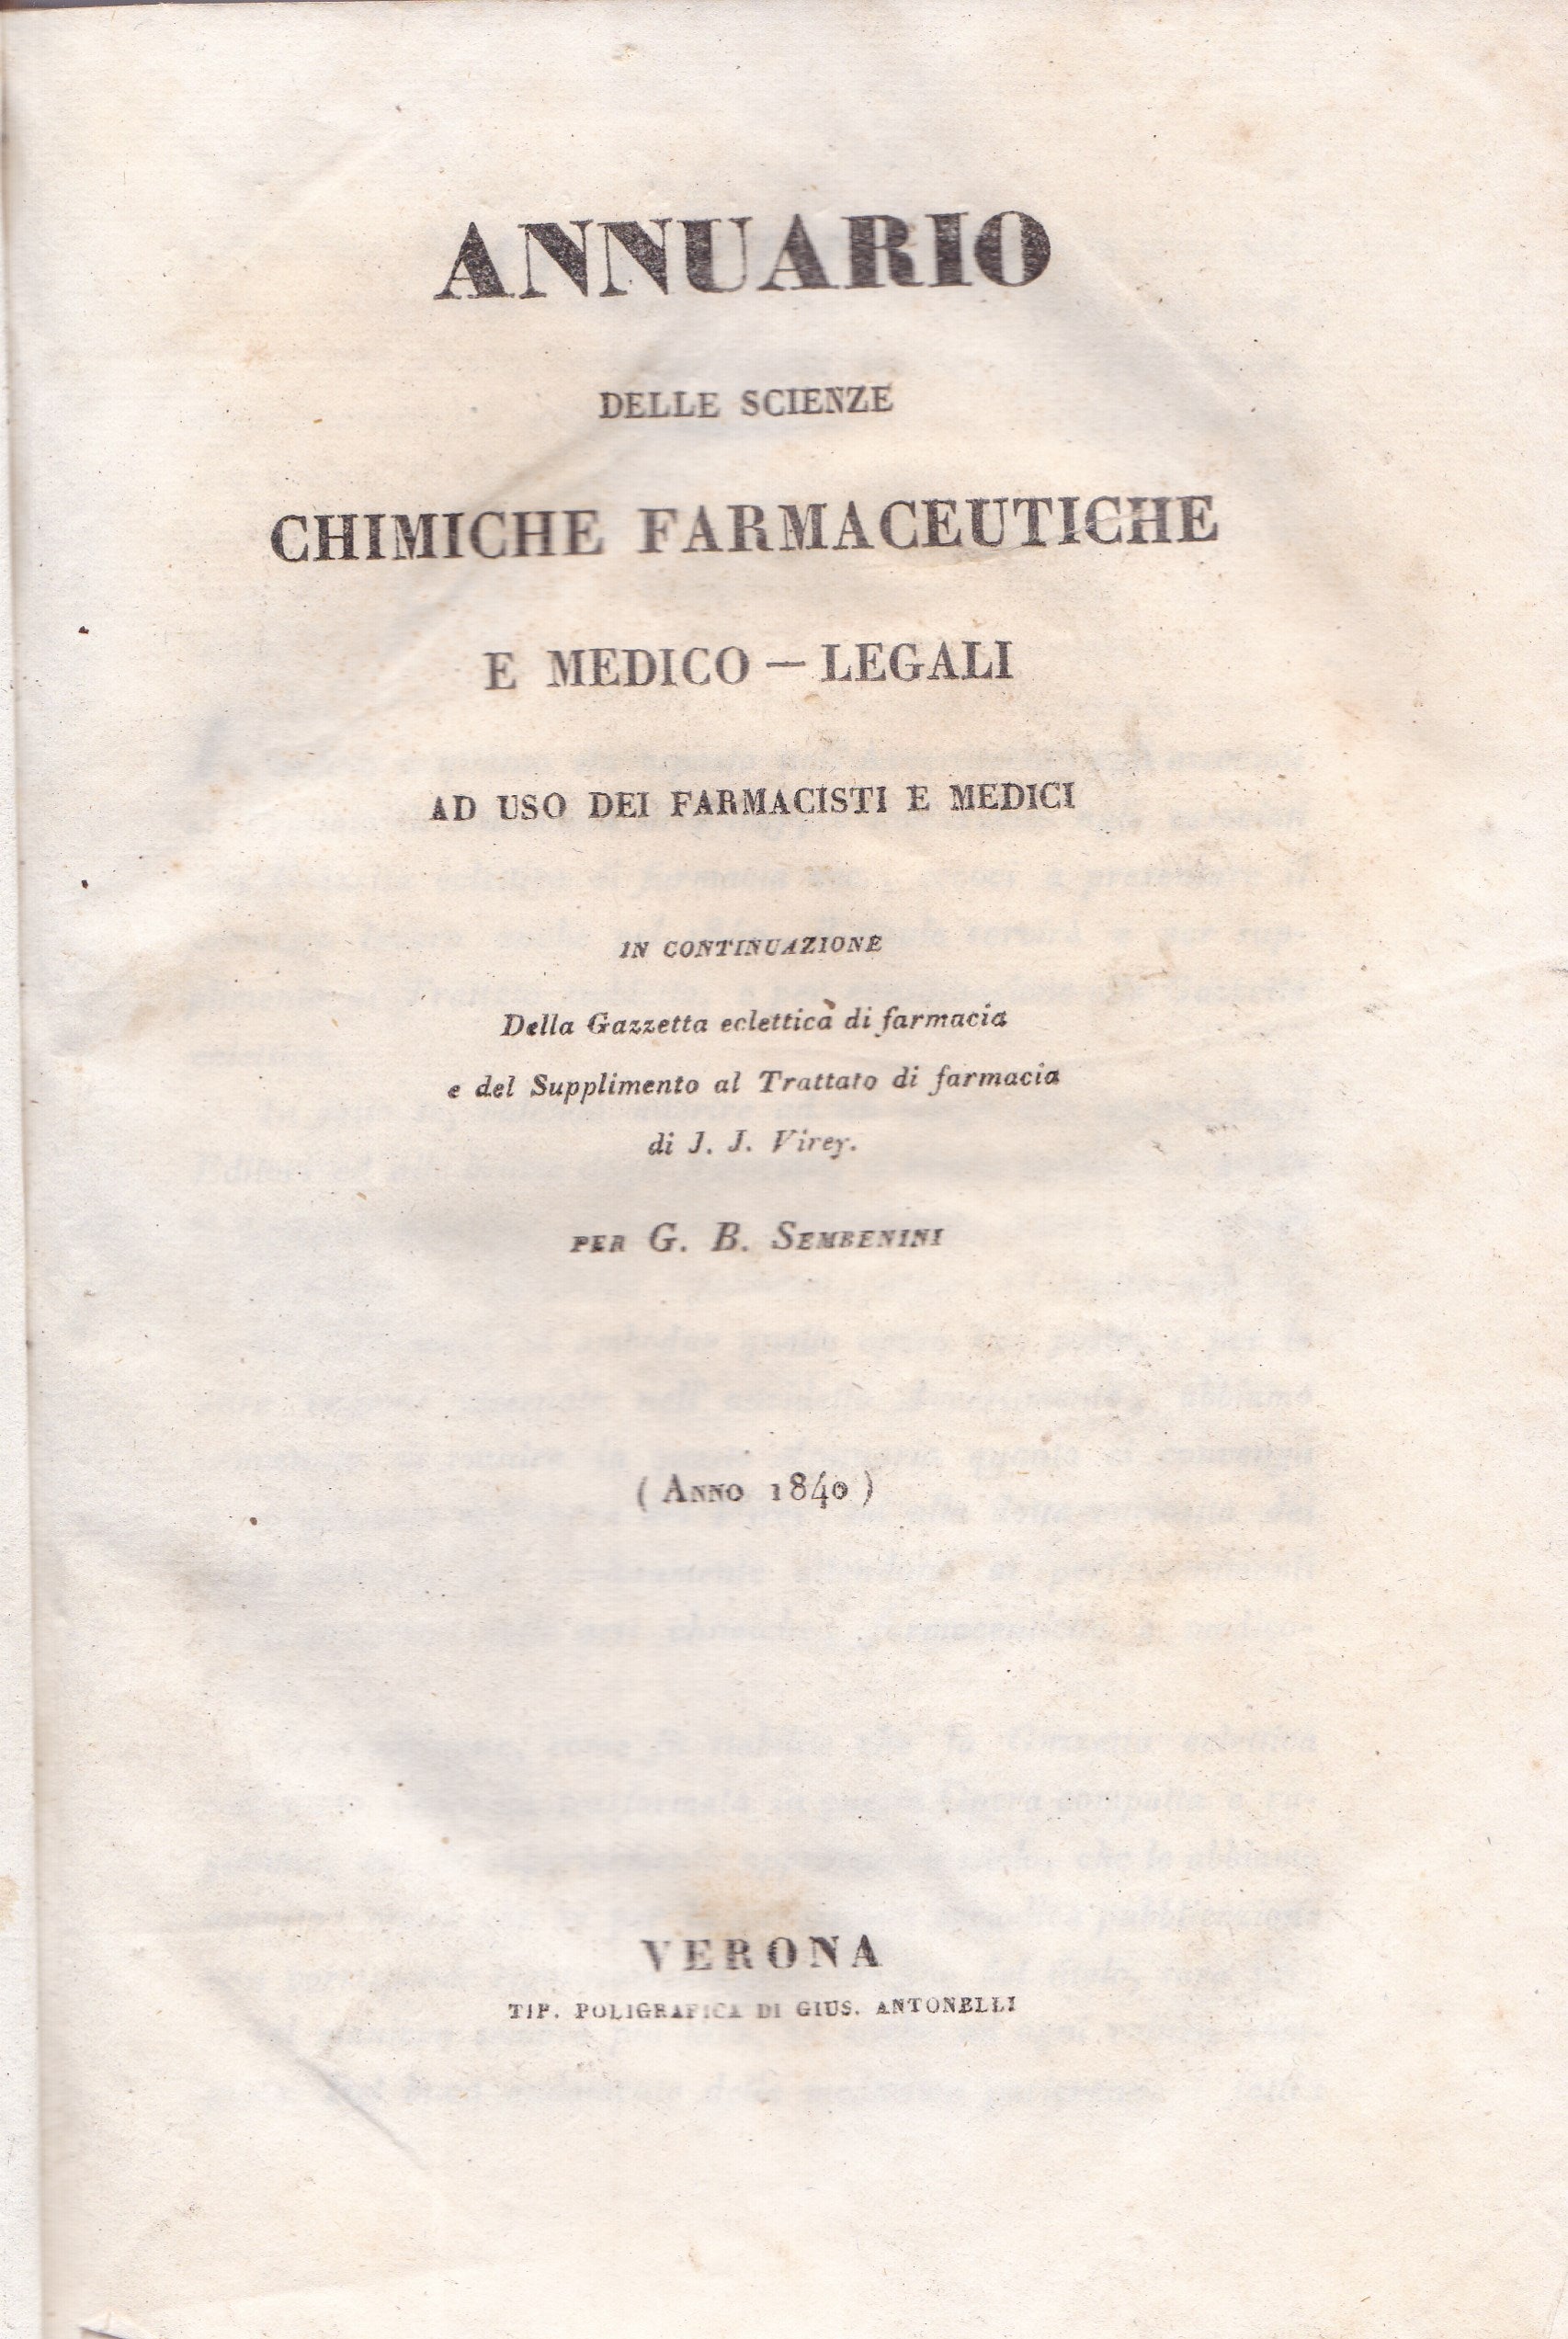 ANNUARIO
DELLE SCIENZE
CHIMICHE FARMACEUTICHE
E MEDICO — LEGALI
AD USO DEI FARMACISTI E MEDICI
IN CONTINUAZIONE
Della Gazzetta eclettica di farmacia
e del Supplimento al Trattato di farmacia
di J. J. Virey.
PER G. B. SEMBENINI
( ANNO 1840 )
VERONA
TIP. POLIGRAFICA DI GIUS. ANTONELLI